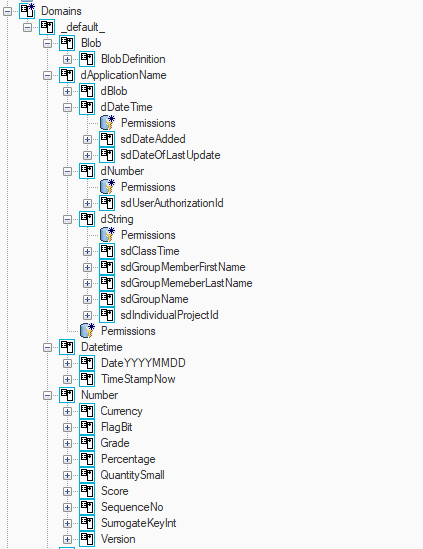 Domains
_default_
Blob
BlobDefinition
dApplicationName
dBlob
dDateTime
Permissions
sdDateAdded
sdDateOfLastUpdate
dNumber
Permissions
sdUserAuthorizationId
dString
Permissions
sdClassTime
sdGroupMemberFirstName
sdGroupMemeberLastName
sdGroupName
sdIndividualProjectId
Permissions
Datetime
DateYYYYMMDD
TimeStampNow
Number
Currency
FlagBit
Grade
Percentage
QuantitySmall
Score
SequenceNo
SurrogateKeyInt
Version